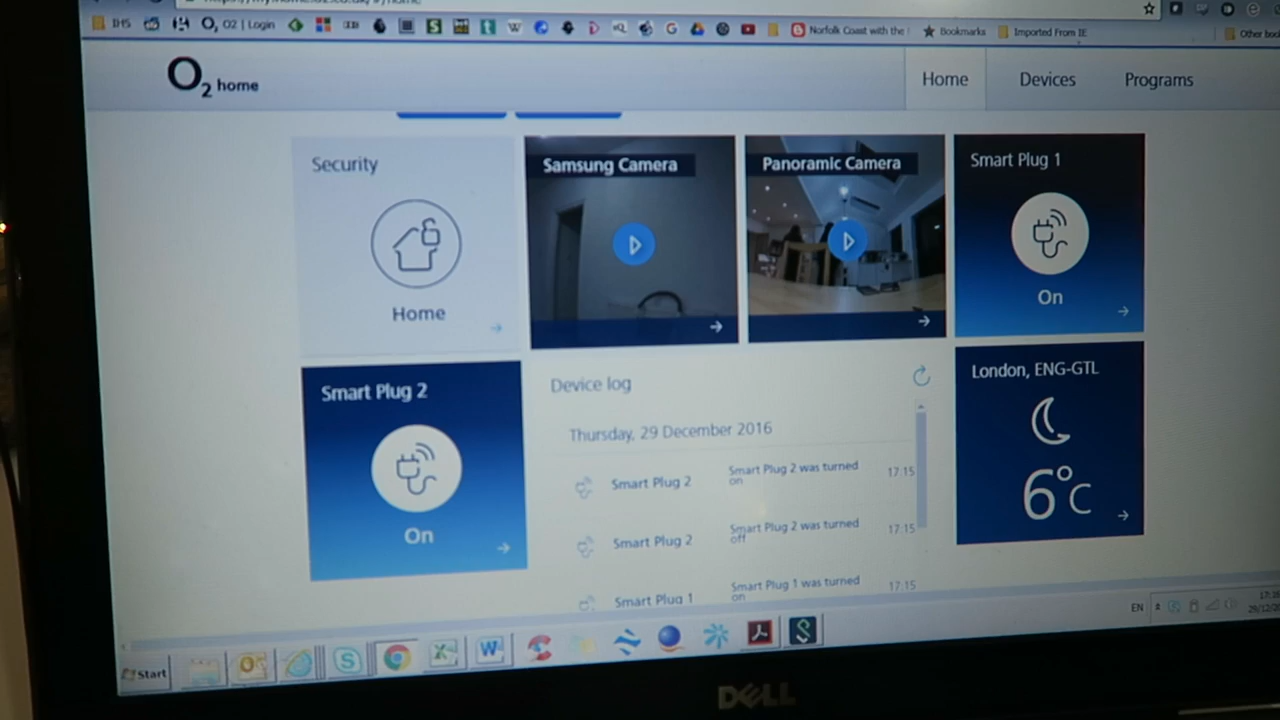 DHS
O2 | Login
Norfolk Coast with the
Bookmarks
Imported From IE
Other boo
O2 home
Home
Devices
Programs
Security
Home
Samsung Camera
Panoramic Camera
Smart Plug 1
On
Smart Plug 2
On
Device log
Thursday, 29 December 2016
Smart Plug 2
Smart Plug 2 was turned
on
17:15
Smart Plug 2
Smart Plug 2 was turned
off
17:15
Smart Plug 1
Smart Plug 1 was turned
on
17:15
London, ENG-GTL
6°C
EN
Start
DELL